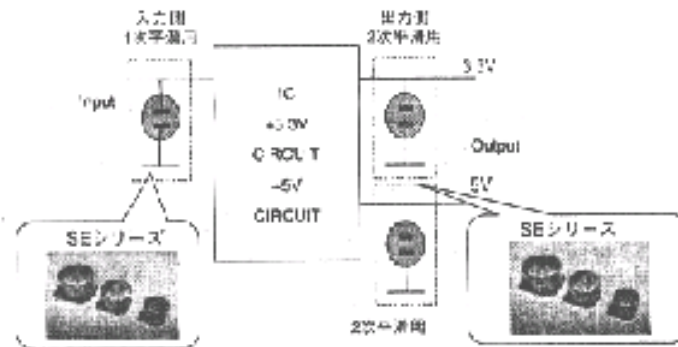 入力側
1次平滑用
Input
IC
+3.3V
CIRCUIT
+5V
CIRCUIT
出力側
2次平滑用
3.3V
Output
5V
2次平滑用
SEシリーズ
SEシリーズ